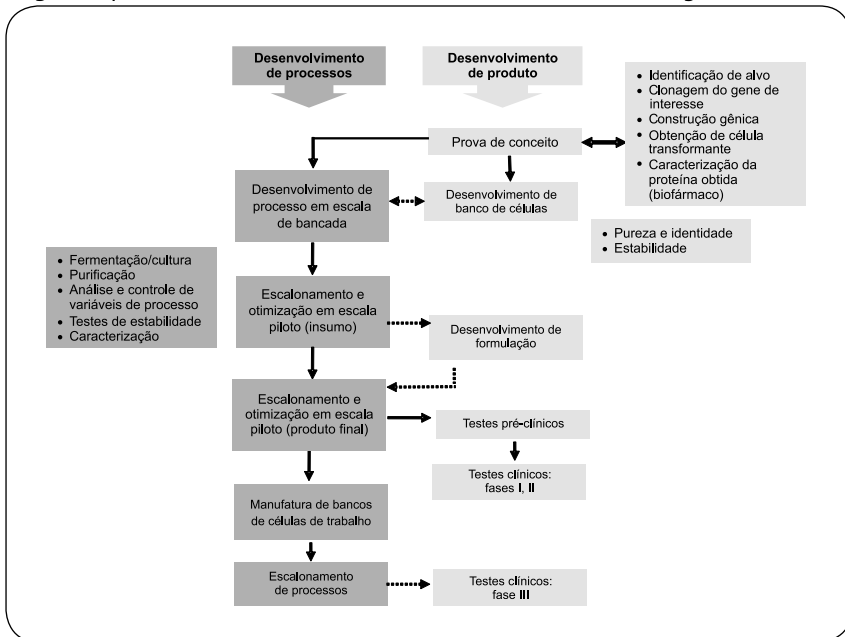 Desenvolvimento
de processos
Desenvolvimento
de produto
• Identificação de alvo
• Clonagem do gene de
interesse
• Construção gênica
• Obtenção de célula
transformante
• Caracterização da
proteína obtida
(biofármaco)
Prova de conceito
Desenvolvimento de
processo em escala
de bancada
Desenvolvimento de
banco de células
• Pureza e identidade
• Estabilidade
• Fermentação/cultura
• Purificação
• Análise e controle de
variáveis de processo
• Testes de estabilidade
• Caracterização
Escalonamento e
otimização em escala
piloto (insumo)
Desenvolvimento de
formulação
Escalonamento e
otimização em escala
piloto (produto final)
Testes pré-clínicos
Testes clínicos:
fases I, II
Manufatura de bancos
de células de trabalho
Escalonamento
de processos
Testes clínicos:
fase III